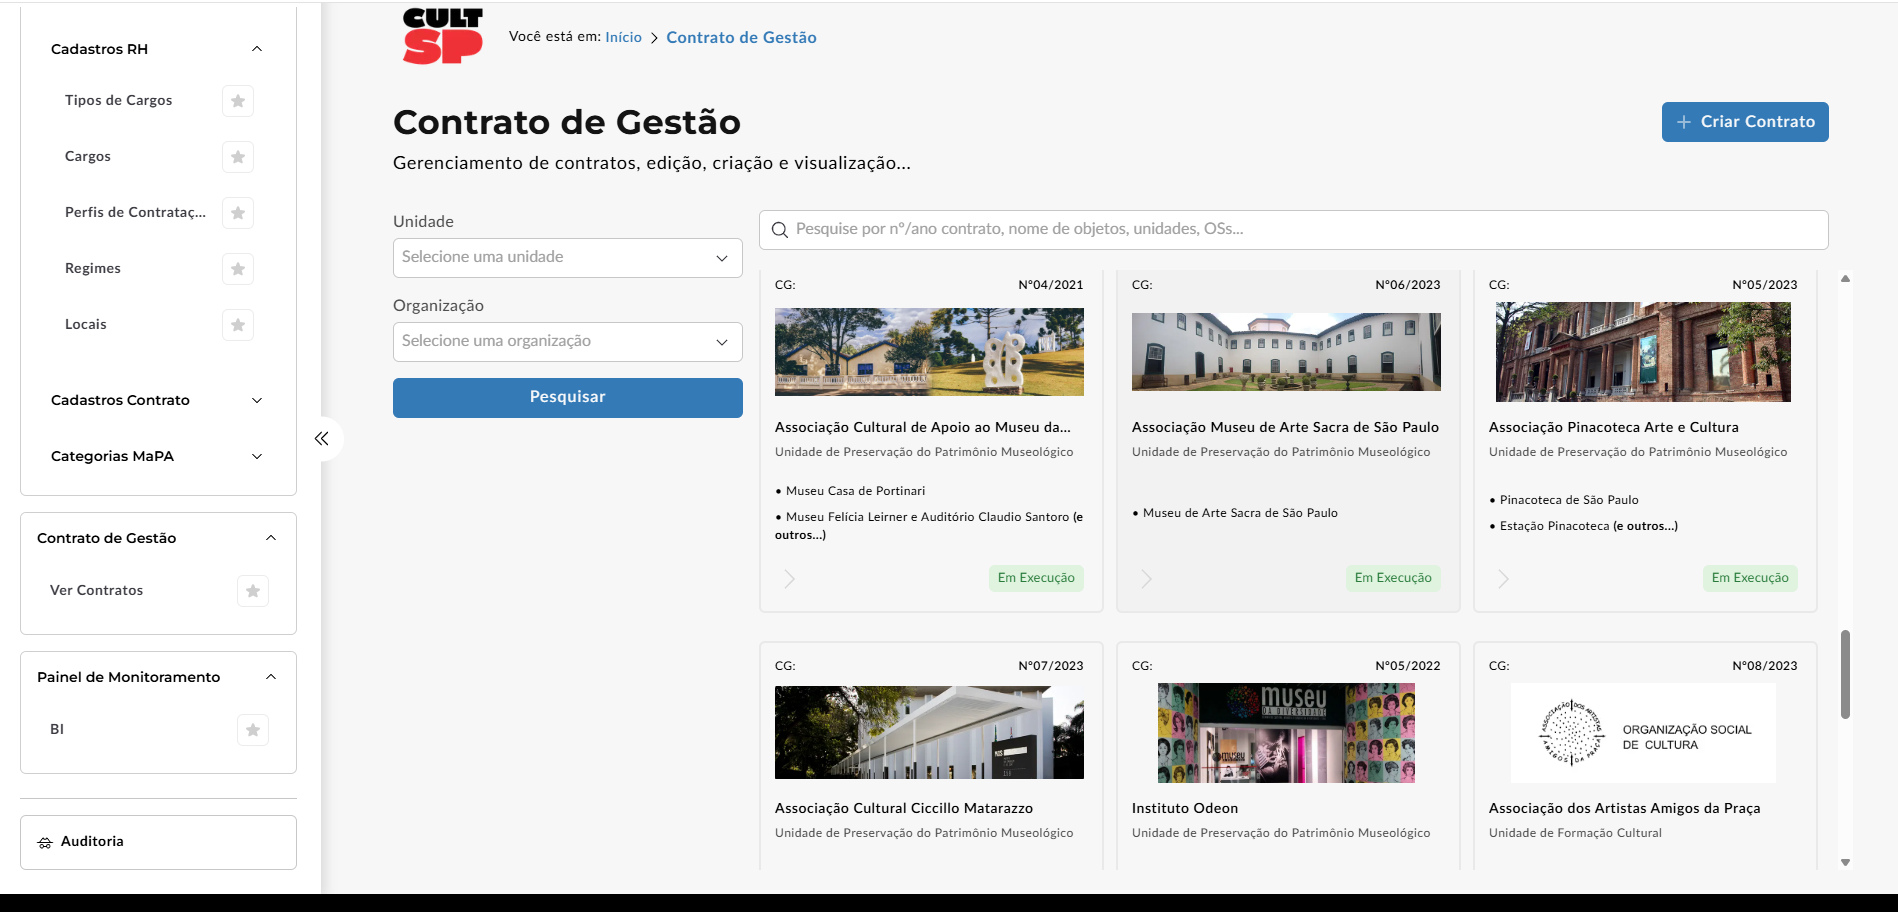 Cadastros RH
Tipos de Cargos
Cargos
Perfis de Contrataç...
Regimes
Locais
Cadastros Contrato
Categorias MaPA
Contrato de Gestão
Ver Contratos
Painel de Monitoramento
BI
Auditoria
CULT
SP
Você está em: Início > Contrato de Gestão
Contrato de Gestão
Gerenciamento de contratos, edição, criação e visualização...
+ Criar Contrato
Unidade
Selecione uma unidade
Organização
Selecione uma organização
Pesquisar
Pesquise por nº/ano contrato, nome de objetos, unidades, OSs...
CG: N°04/2021
Associação Cultural de Apoio ao Museu da...
Unidade de Preservação do Patrimônio Museológico
• Museu Casa de Portinari
• Museu Felícia Leirner e Auditório Claudio Santoro (e
outros...)
Em Execução
CG: N°06/2023
Associação Museu de Arte Sacra de São Paulo
Unidade de Preservação do Patrimônio Museológico
• Museu de Arte Sacra de São Paulo
Em Execução
CG: N°05/2023
Associação Pinacoteca Arte e Cultura
Unidade de Preservação do Patrimônio Museológico
• Pinacoteca de São Paulo
• Estação Pinacoteca (e outros...)
Em Execução
CG: N°07/2023
MIS
Associação Cultural Ciccillo Matarazzo
Unidade de Preservação do Patrimônio Museológico
CG: N°05/2022
museu
DA DIVERSIDADE
museu
Instituto Odeon
Unidade de Preservação do Patrimônio Museológico
CG: N°08/2023
ASSOCIAÇÃO DOS ARTISTAS
AMIGOS DA PRAÇA
ORGANIZAÇÃO SOCIAL
DE CULTURA
Associação dos Artistas Amigos da Praça
Unidade de Formação Cultural